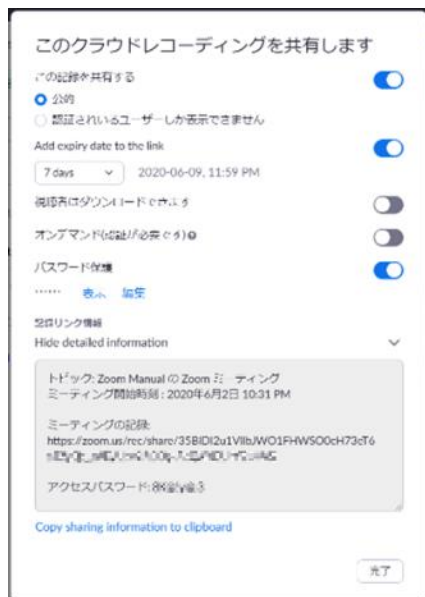 このクラウドレコーディングを共有します
この記録を共有する
公的
認証されいるユーザーしか表示できません
Add expiry date to the link
7 days 2020-06-09, 11:59 PM
視聴者はダウンロードできます
オンデマンド(認証が必要です)
パスワード保護
...... 表示 編集
記録リンク情報
Hide detailed information
トピック: Zoom Manual の Zoom ミーティング
ミーティング開始時刻 : 2020年6月2日 10:31 PM
ミーティングの記録:
https://zoom.us/rec/share/
アクセスパスワード:
Copy sharing information to clipboard
完了